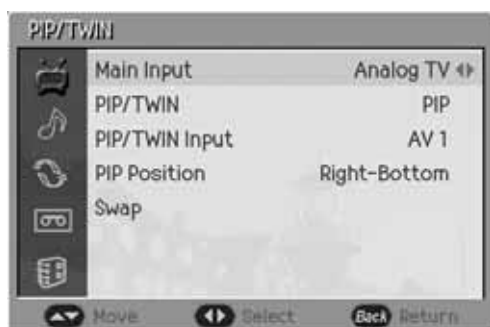 PIP/TWIN
Main Input Analog TV
PIP/TWIN PIP
PIP/TWIN Input AV 1
PIP Position Right-Bottom
Swap
Move Select Back Return